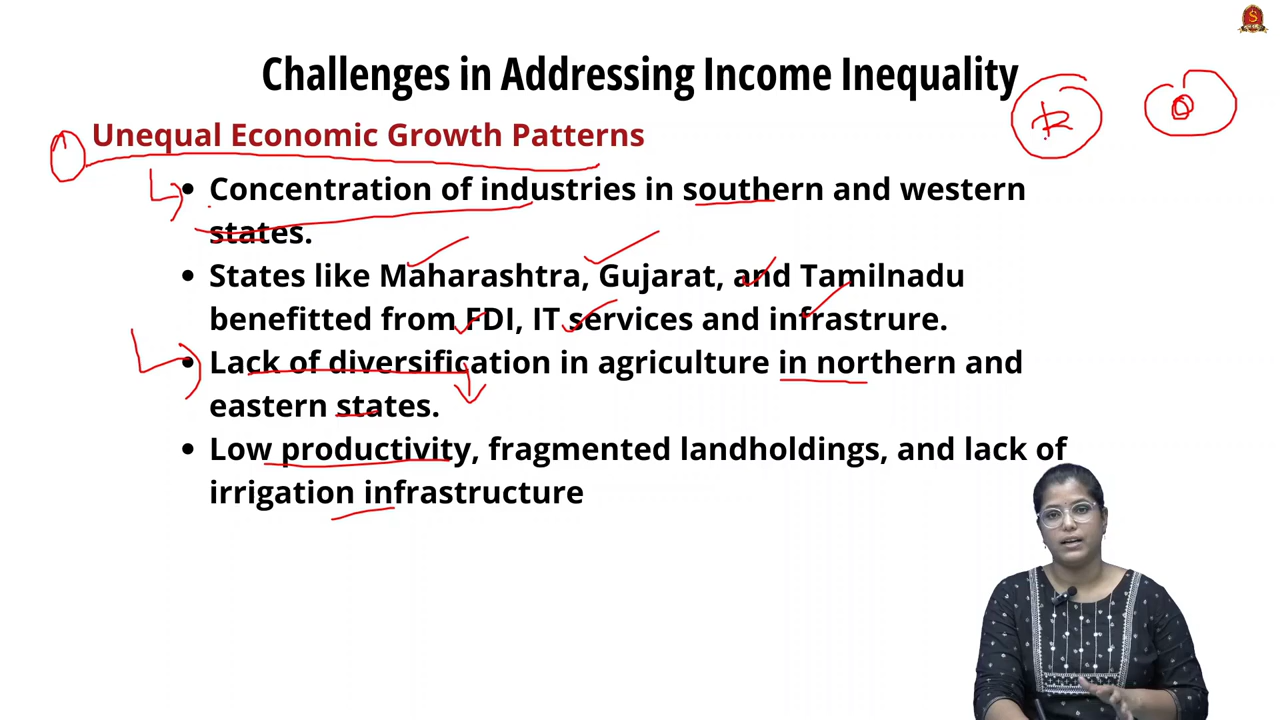 Challenges in Addressing Income Inequality
Unequal Economic Growth Patterns
• Concentration of industries in southern and western
states.
• States like Maharashtra, Gujarat, and Tamilnadu
benefitted from FDI, IT services and infrastrure.
• Lack of diversification in agriculture in northern and
eastern states.
• Low productivity, fragmented landholdings, and lack of
irrigation infrastructure